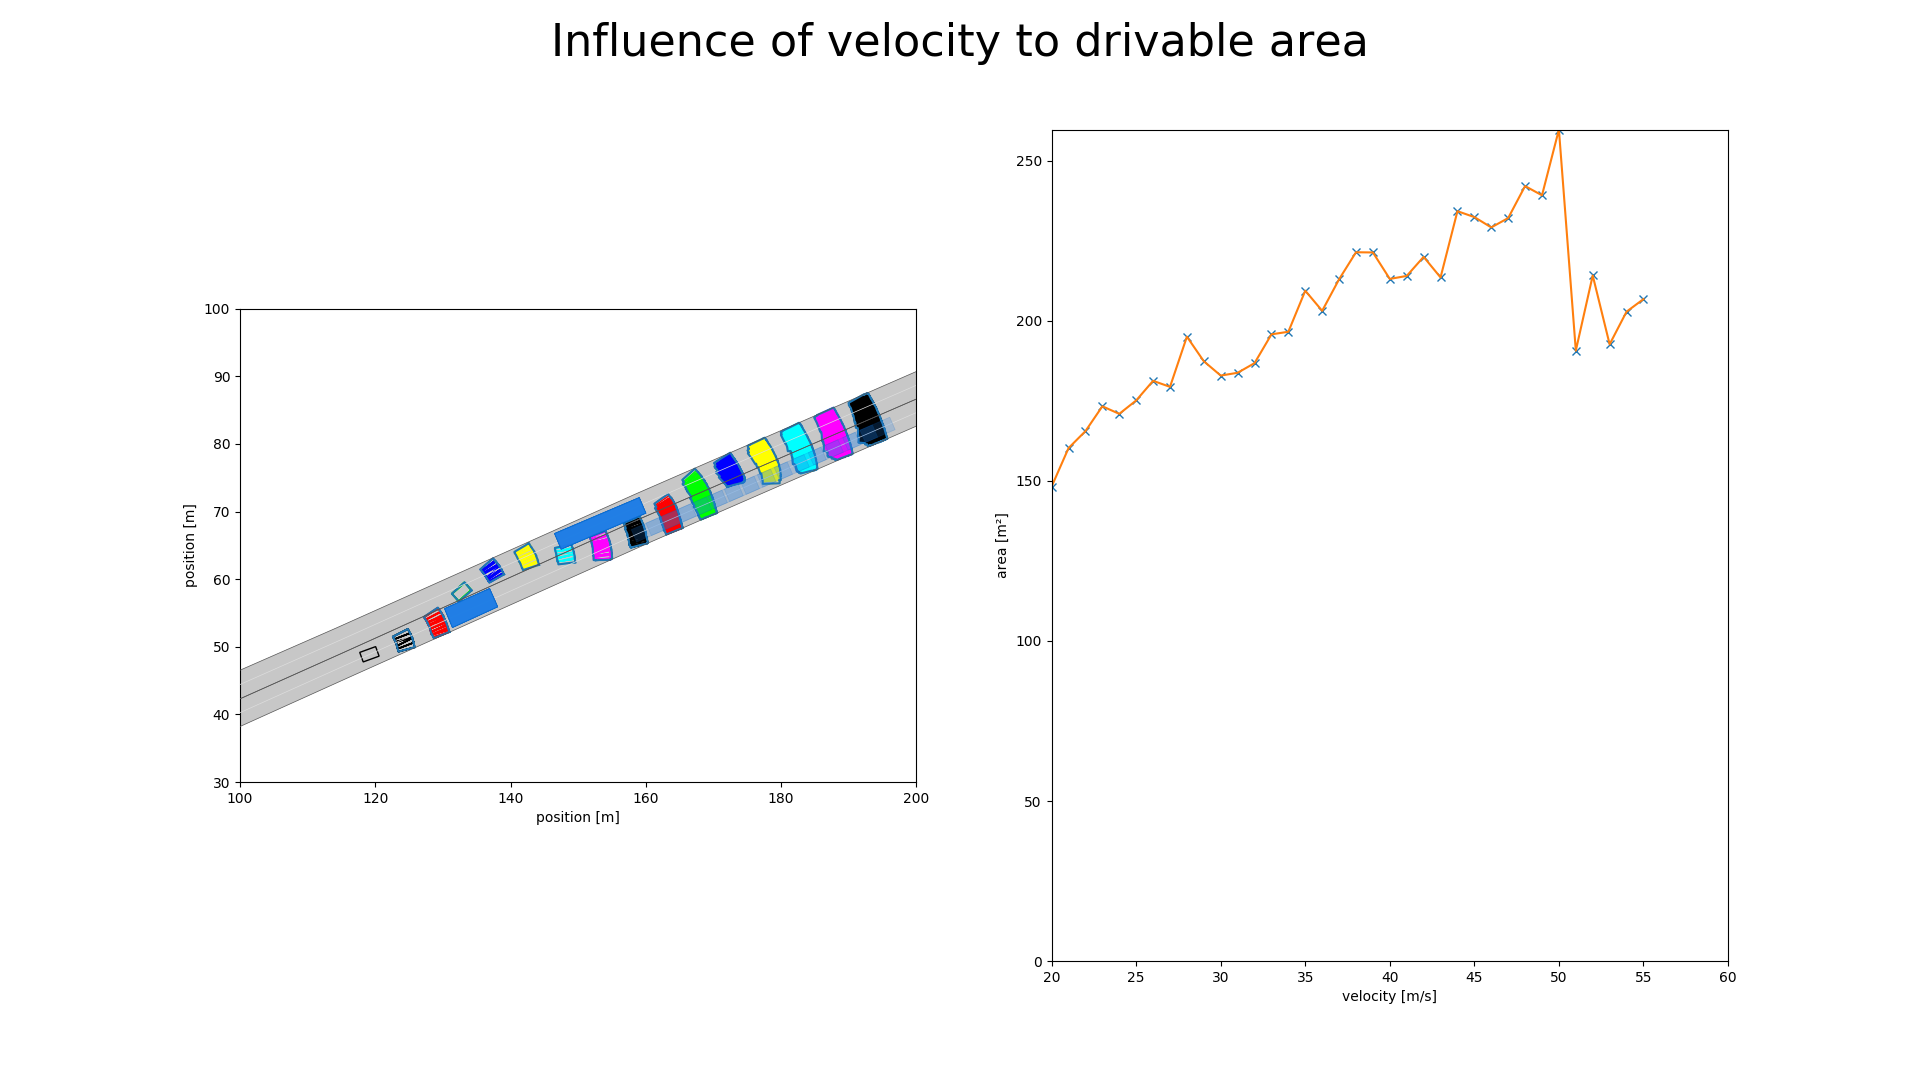 Influence of velocity to drivable area
100
90
80
70
60
50
40
30
position [m]
100 120 140 160 180 200
position [m]
250
200
150
100
50
0
area [m²]
20 25 30 35 40 45 50 55 60
velocity [m/s]